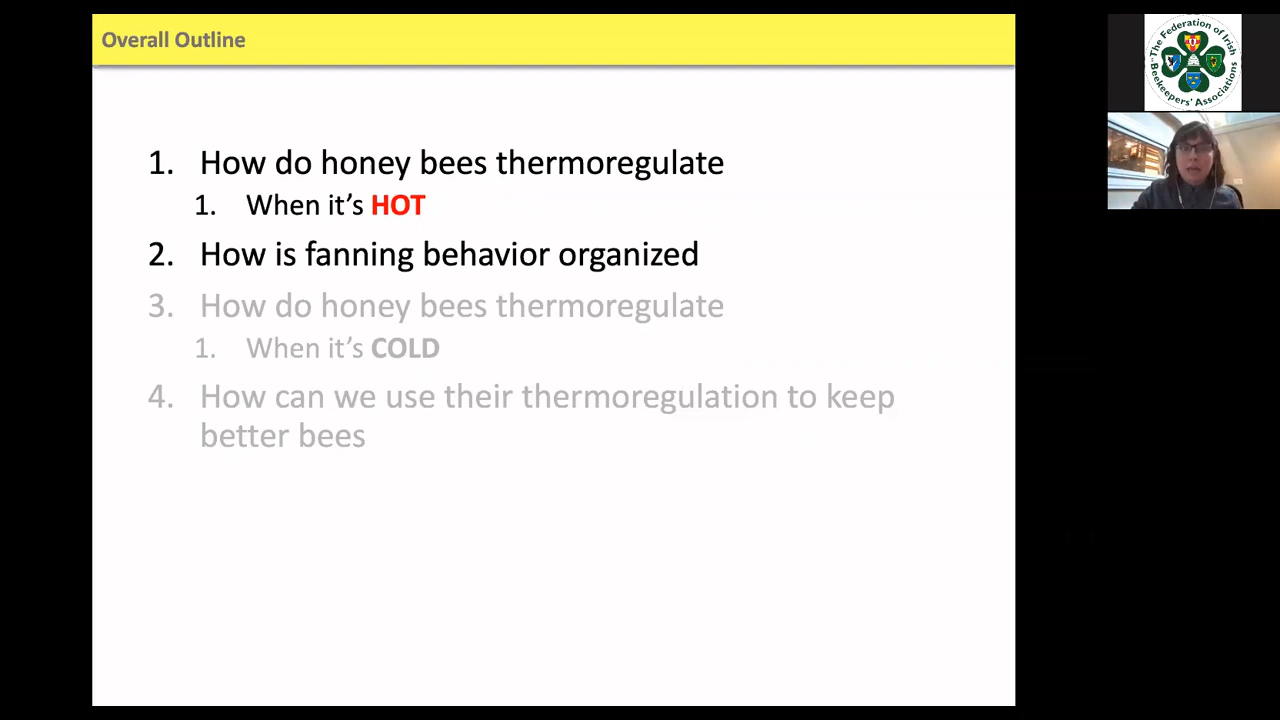 Overall Outline
1. How do honey bees thermoregulate
1. When it’s HOT
2. How is fanning behavior organized
3. How do honey bees thermoregulate
1. When it’s COLD
4. How can we use their thermoregulation to keep
better bees
The Federation of Irish
Beekeepers' Associations